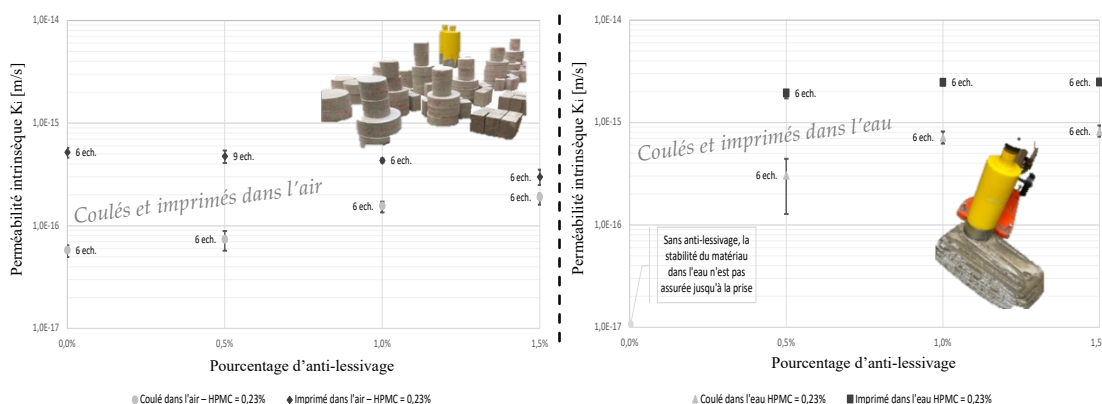 Perméabilité intrinsèque Ki [m/s]
1,0E-14
1,0E-15
1,0E-16
1,0E-17
6 ech.
9 ech.
6 ech.
6 ech.
Coulés et imprimés dans l'air
6 ech.
6 ech.
6 ech.
6 ech.
0,0%
0,5%
1,0%
1,5%
Pourcentage d'anti-lessivage
Coulé dans l'air – HPMC = 0,23%
Imprimé dans l'air – HPMC = 0,23%
Perméabilité intrinsèque Ki [m/s]
1,0E-14
1,0E-15
1,0E-16
1,0E-17
6 ech.
6 ech.
6 ech.
Coulés et imprimés dans l'eau
6 ech.
6 ech.
6 ech.
Sans anti-lessivage, la
stabilité du matériau
dans l'eau n'est pas
assurée jusqu'à la prise
0,0%
0,5%
1,0%
1,5%
Pourcentage d'anti-lessivage
Coulé dans l'eau HPMC = 0,23%
Imprimé dans l'eau HPMC = 0,23%